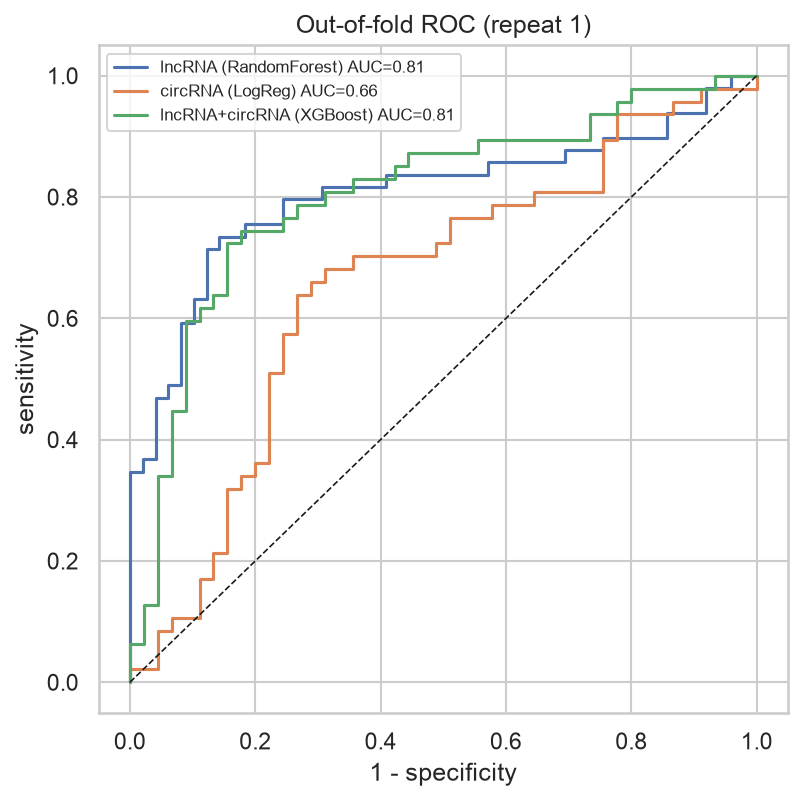 Out-of-fold ROC (repeat 1)
lncRNA (RandomForest) AUC=0.81
circRNA (LogReg) AUC=0.66
lncRNA+circRNA (XGBoost) AUC=0.81
1.0
0.8
0.6
0.4
0.2
0.0
sensitivity
0.0 0.2 0.4 0.6 0.8 1.0
1 - specificity